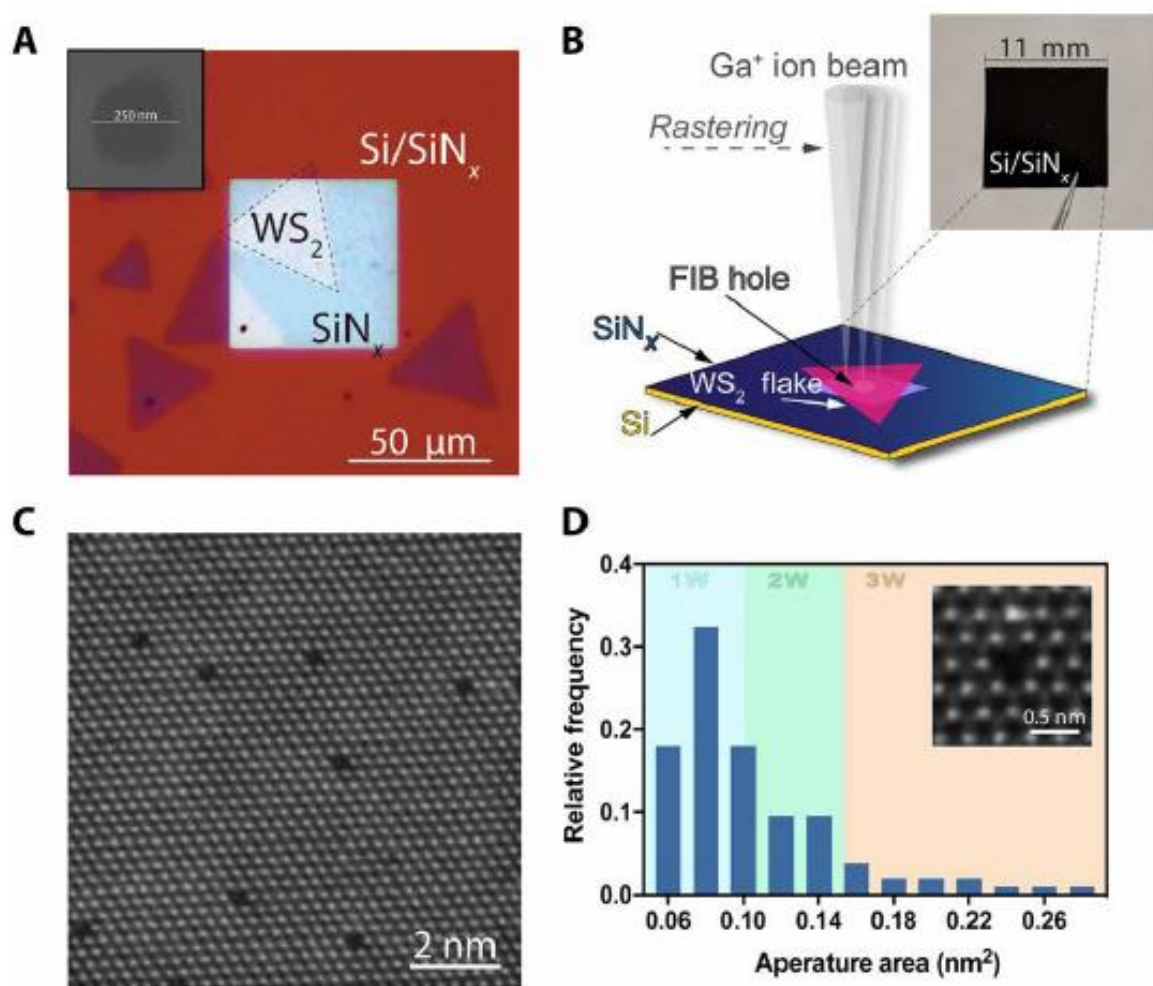 A
250 nm
Si/SiNx
WS2
SiNx
50 μm
B
11 mm
Ga+ ion beam
Rastering
Si/SiNx
FIB hole
SiNx
WS2 flake
Si
C
2 nm
D
1W 2W 3W
0.5 nm
Relative frequency
0.4
0.3
0.2
0.1
0.0
0.06 0.10 0.14 0.18 0.22 0.26
Aperature area (nm2)